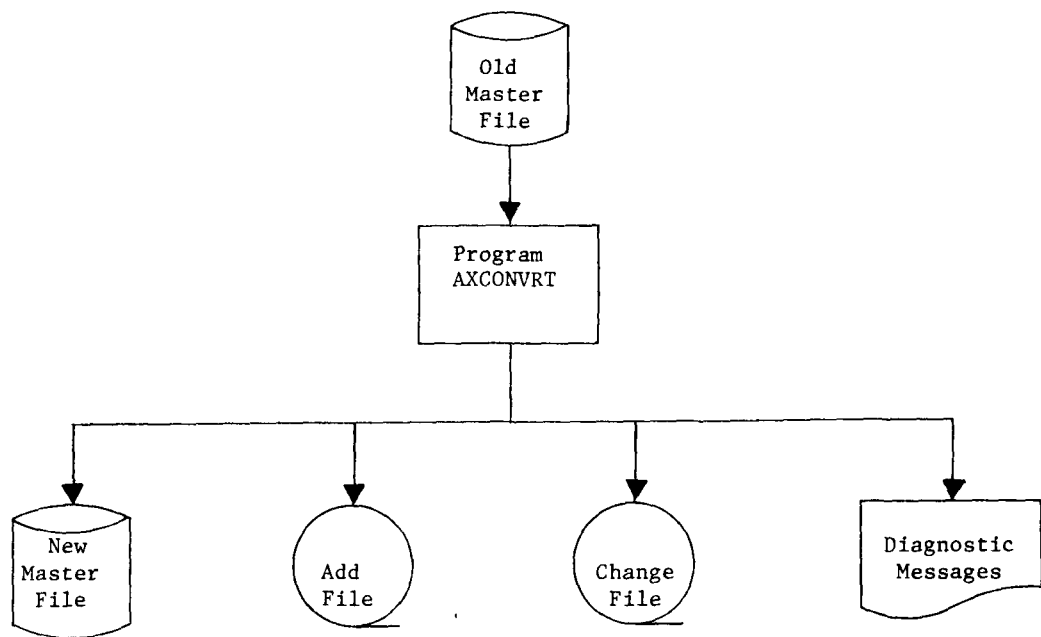 Old
Master
File
Program
AXCONVRT
New
Master
File
Add
File
Change
File
Diagnostic
Messages